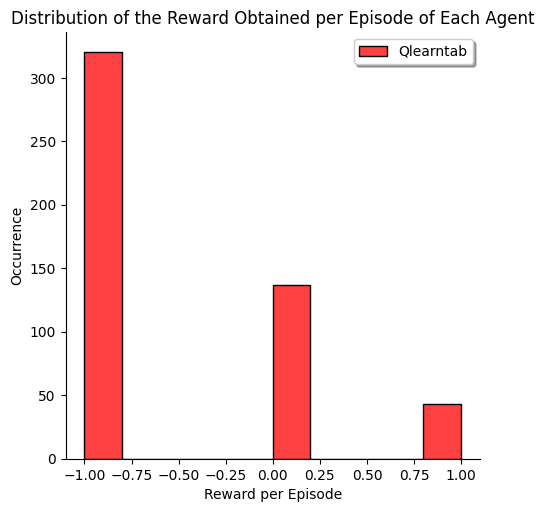 Distribution of the Reward Obtained per Episode of Each Agent
Qlearntab
300
250
200
150
100
50
0
−1.00 −0.75 −0.50 −0.25 0.00 0.25 0.50 0.75 1.00
Occurrence
Reward per Episode